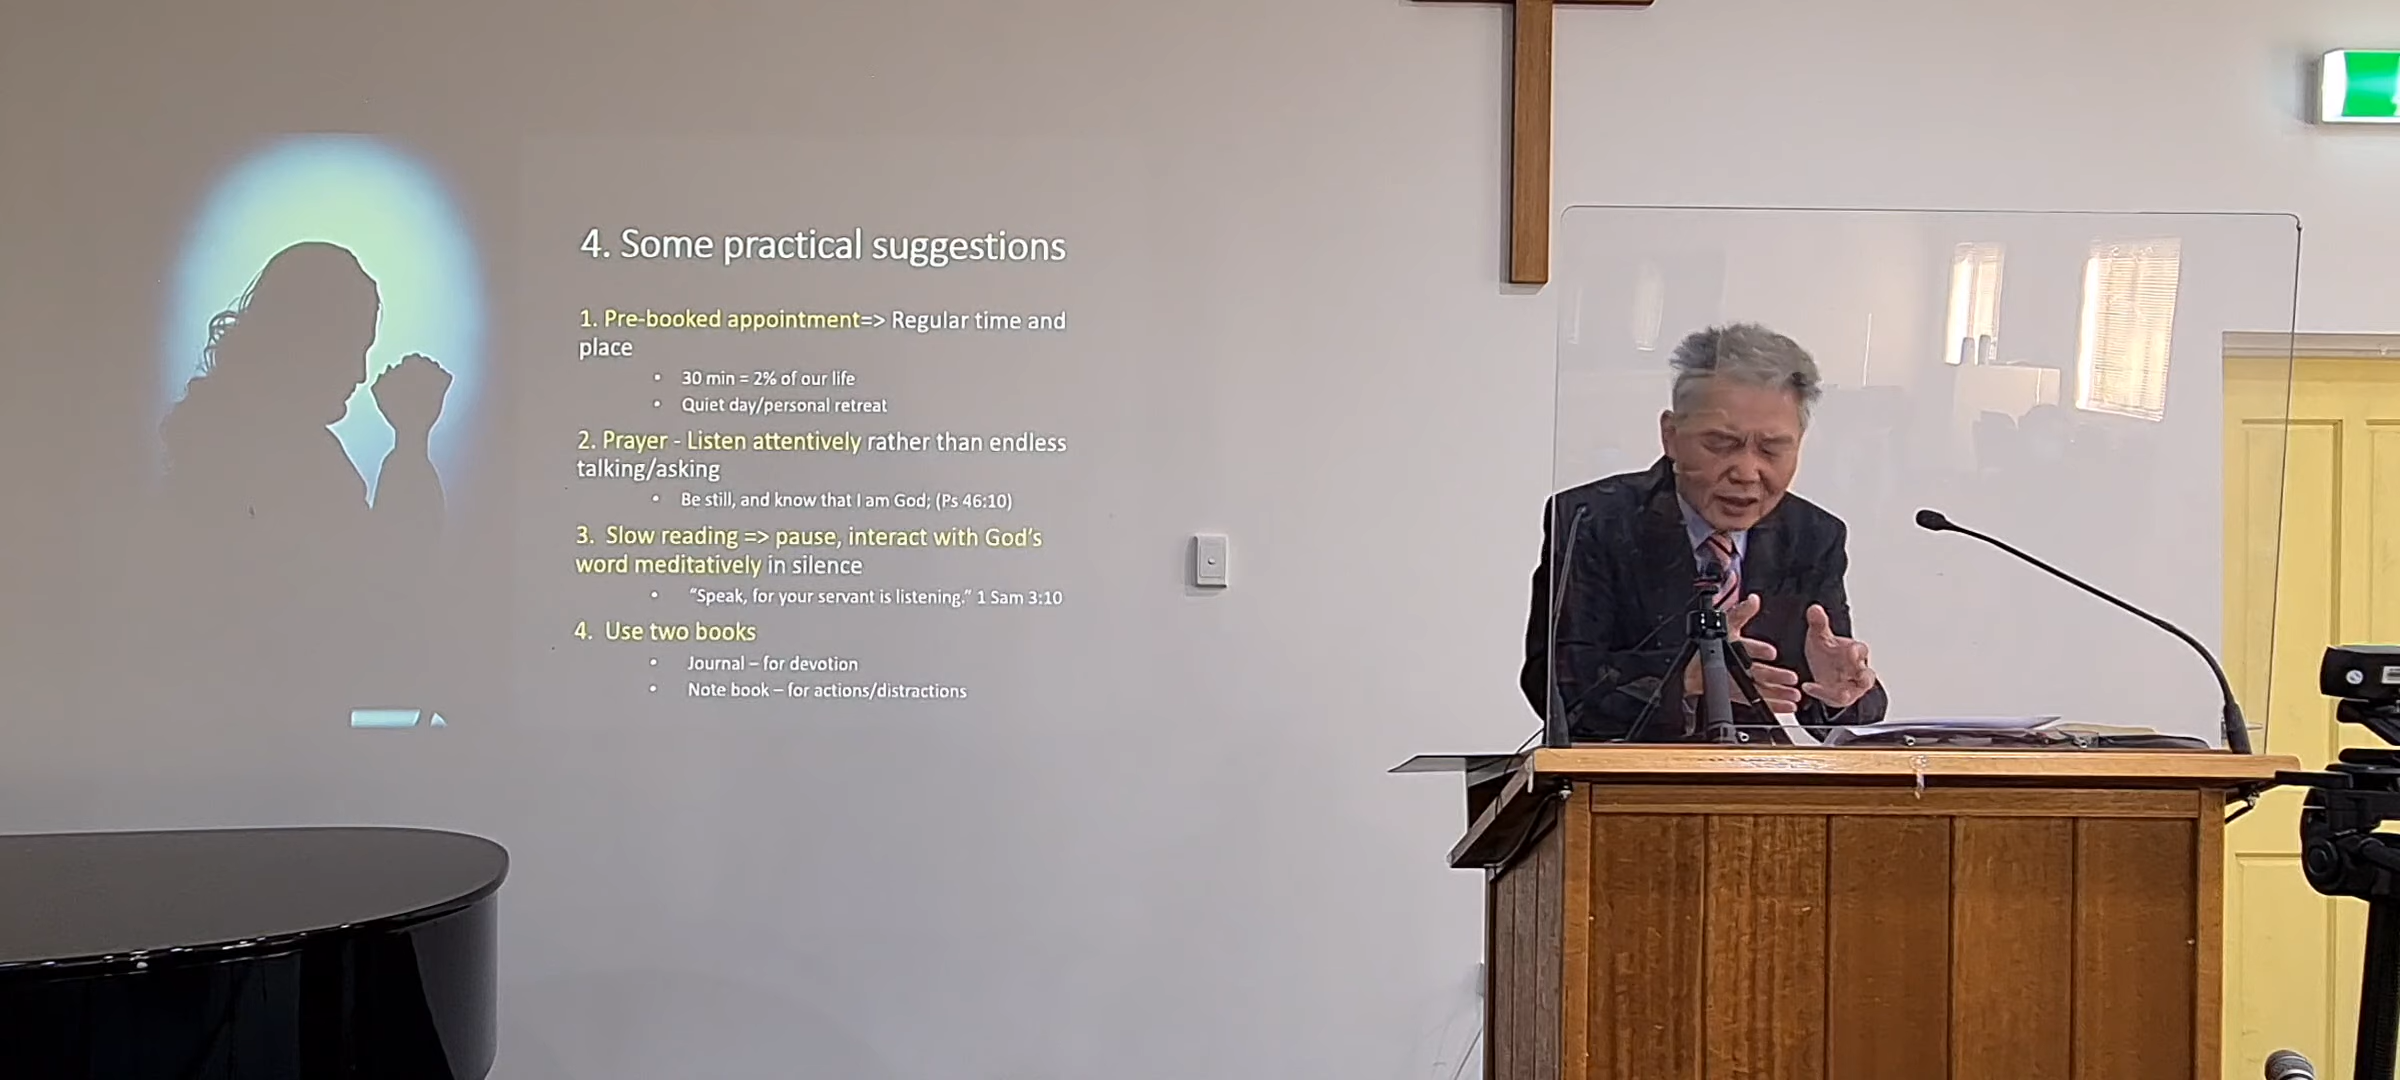 4. Some practical suggestions
1. Pre-booked appointment=> Regular time and
place
• 30 min = 2% of our life
• Quiet day/personal retreat
2. Prayer - Listen attentively rather than endless
talking/asking
• Be still, and know that I am God; (Ps 46:10)
3. Slow reading => pause, interact with God's
word meditatively in silence
• “Speak, for your servant is listening.” 1 Sam 3:10
4. Use two books
• Journal – for devotion
• Note book – for actions/distractions